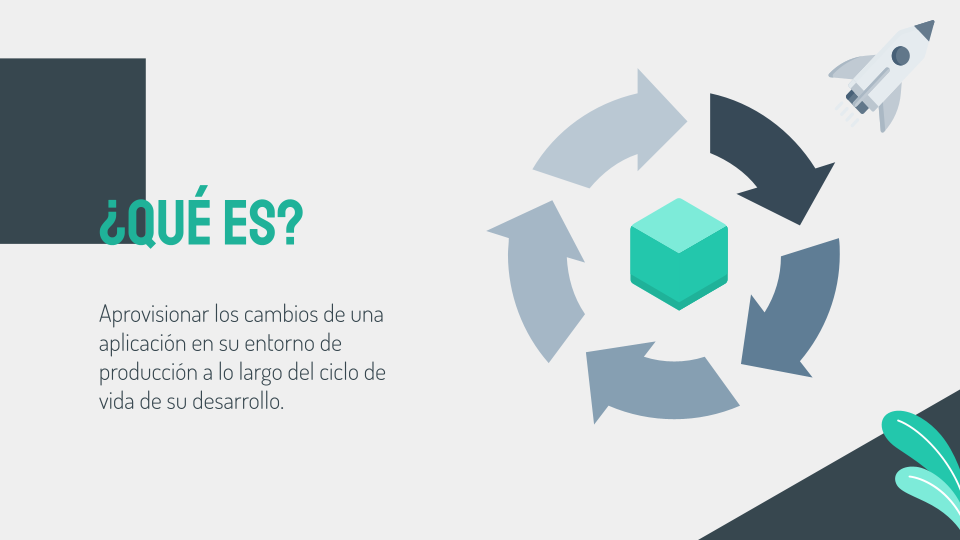 ¿QUÉ ES?
Aprovisionar los cambios de una
aplicación en su entorno de
producción a lo largo del ciclo de
vida de su desarrollo.